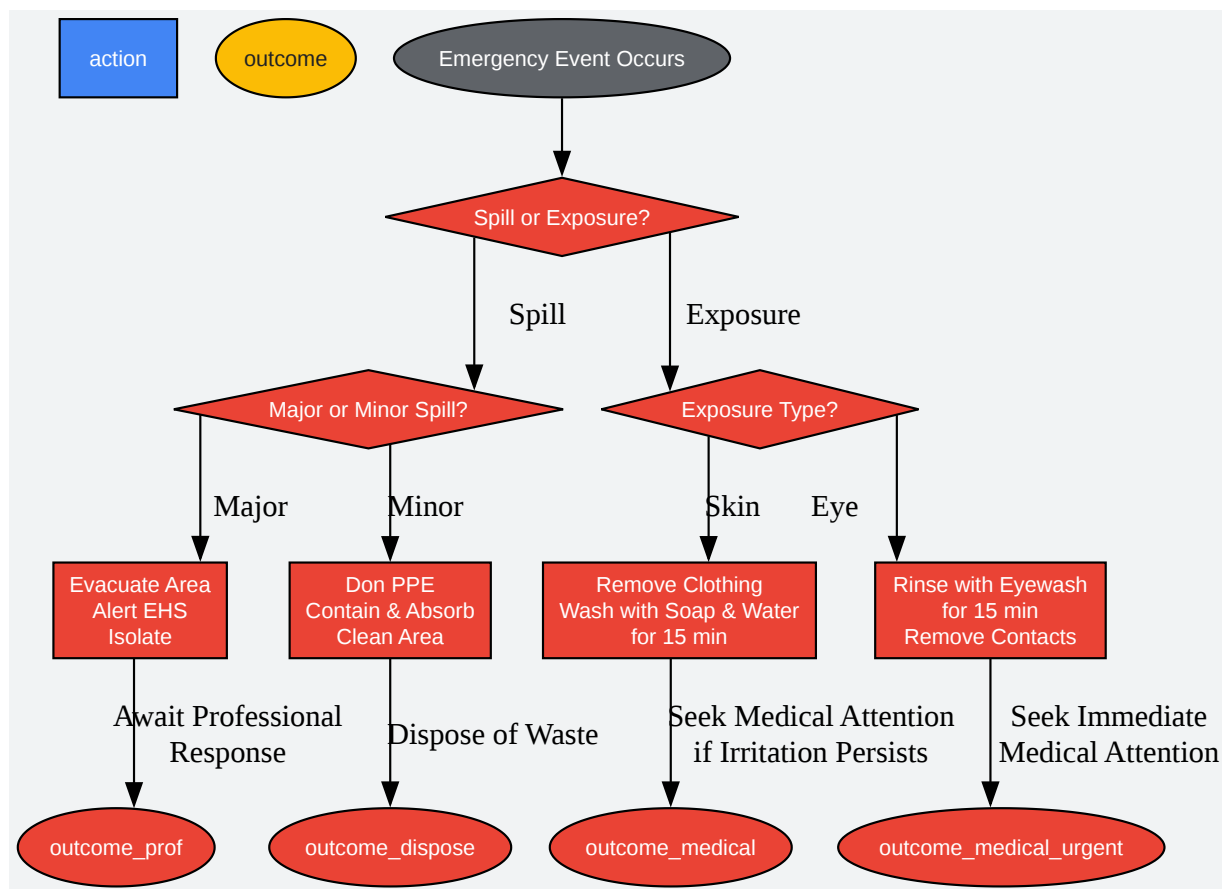 action
outcome
Emergency Event Occurs
Spill or Exposure?
Spill
Exposure
Major or Minor Spill?
Exposure Type?
Major
Minor
Skin
Eye
Evacuate Area
Alert EHS
Isolate
Don PPE
Contain & Absorb
Clean Area
Remove Clothing
Wash with Soap & Water
for 15 min
Rinse with Eyewash
for 15 min
Remove Contacts
Await Professional
Response
Dispose of Waste
Seek Medical Attention
if Irritation Persists
Seek Immediate
Medical Attention
outcome_prof
outcome_dispose
outcome_medical
outcome_medical_urgent